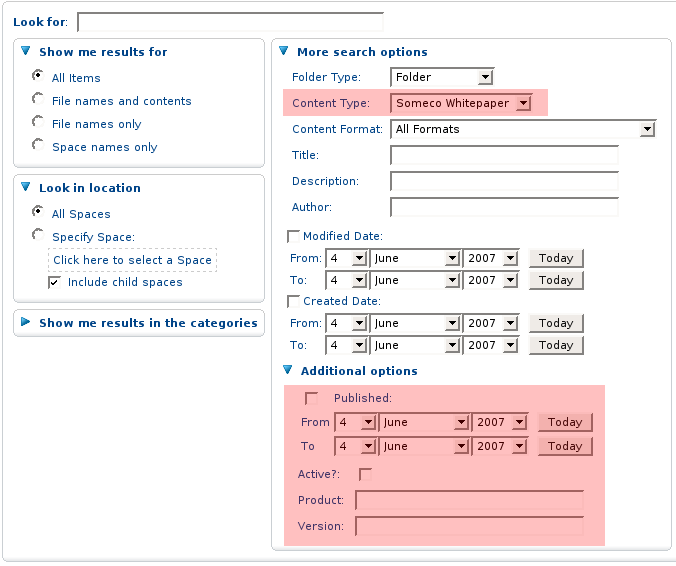 Look for:
Show me results for
All Items
File names and contents
File names only
Space names only
Look in location
All Spaces
Specify Space:
Click here to select a Space
Include child spaces
Show me results in the categories
More search options
Folder Type: Folder
Content Type: Someco Whitepaper
Content Format: All Formats
Title:
Description:
Author:
Modified Date:
From: 4 June 2007 Today
To: 4 June 2007 Today
Created Date:
From: 4 June 2007 Today
To: 4 June 2007 Today
Additional options
Published:
From 4 June 2007 Today
To 4 June 2007 Today
Active?:
Product:
Version: